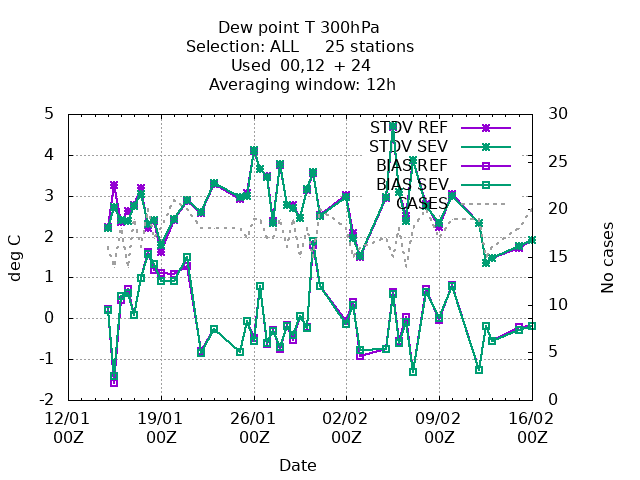 Dew point T 300hPa
Selection: ALL 25 stations
Used 00,12 + 24
Averaging window: 12h
STDV REF
STDV SEV
BIAS REF
BIAS SEV
CASES
5
4
3
2
1
0
-1
-2
deg C
30
25
20
15
10
5
0
No cases
12/01 19/01 26/01 02/02 09/02 16/02
00Z 00Z 00Z 00Z 00Z 00Z
Date